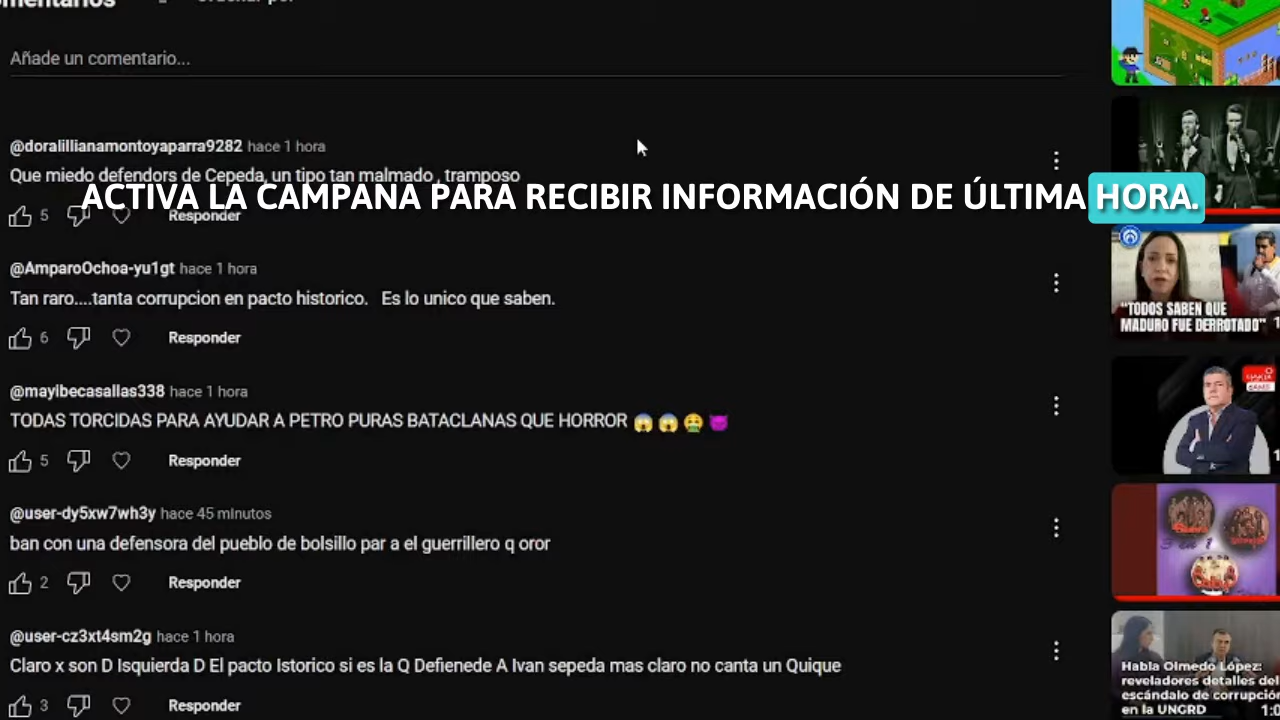 Añade un comentario...
@doralillianamontoyaparra9282 hace 1 hora
Que miedo defendors de Cepeda, un tipo tan malmado , tramposo
ACTIVA LA CAMPANA PARA RECIBIR INFORMACIÓN DE ÚLTIMA HORA.
5 Responder
@AmparoOchoa-yu1gt hace 1 hora
Tan raro....tanta corrupcion en pacto historico. Es lo unico que saben.
6 Responder
@mayibecasallas338 hace 1 hora
TODAS TORCIDAS PARA AYUDAR A PETRO PURAS BATACLANAS QUE HORROR 😱😱🤮😈
5 Responder
@user-dy5xw7wh3y hace 45 minutos
ban con una defensora del pueblo de bolsillo par a el guerrillero q oror
2 Responder
@user-cz3xt4sm2g hace 1 hora
Claro x son D Isquierda D El pacto Istorico si es la Q Defienede A Ivan sepeda mas claro no canta un Quique
3 Responder
"TODOS SABEN QUE
MADURO FUE DERROTADO"
Habla Olmedo López:
reveladores detalles del
escándalo de corrupción
en la UNGRD